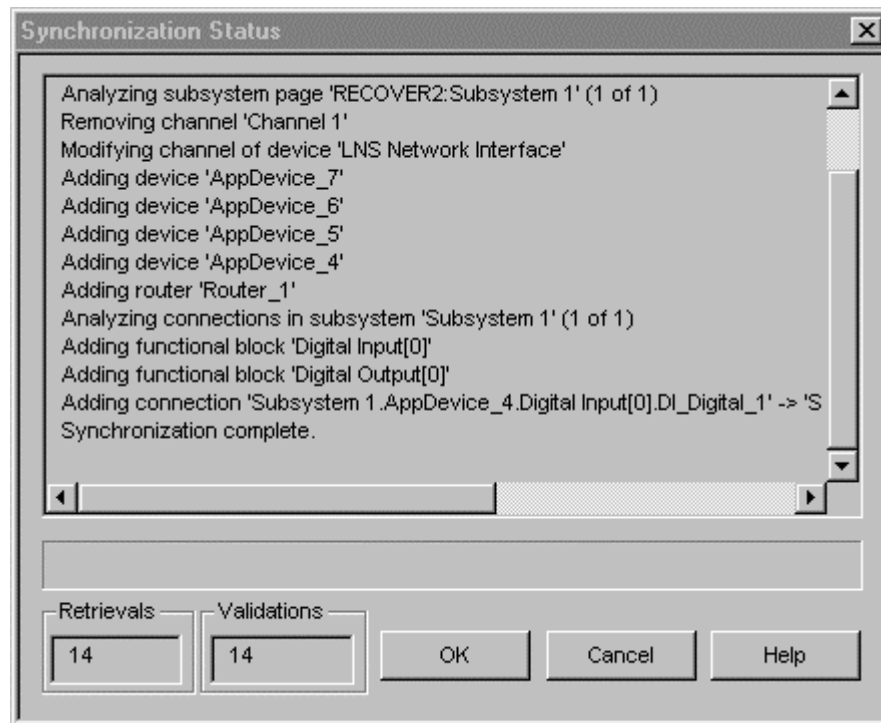 Synchronization Status
Analyzing subsystem page 'RECOVER2:Subsystem 1' (1 of 1)
Removing channel 'Channel 1'
Modifying channel of device 'LNS Network Interface'
Adding device 'AppDevice_7'
Adding device 'AppDevice_6'
Adding device 'AppDevice_5'
Adding device 'AppDevice_4'
Adding router 'Router_1'
Analyzing connections in subsystem 'Subsystem 1' (1 of 1)
Adding functional block 'Digital Input[0]'
Adding functional block 'Digital Output[0]'
Adding connection 'Subsystem 1.AppDevice_4.Digital Input[0].DI_Digital_1' -> 'S
Synchronization complete.
Retrievals
14
Validations
14
OK
Cancel
Help